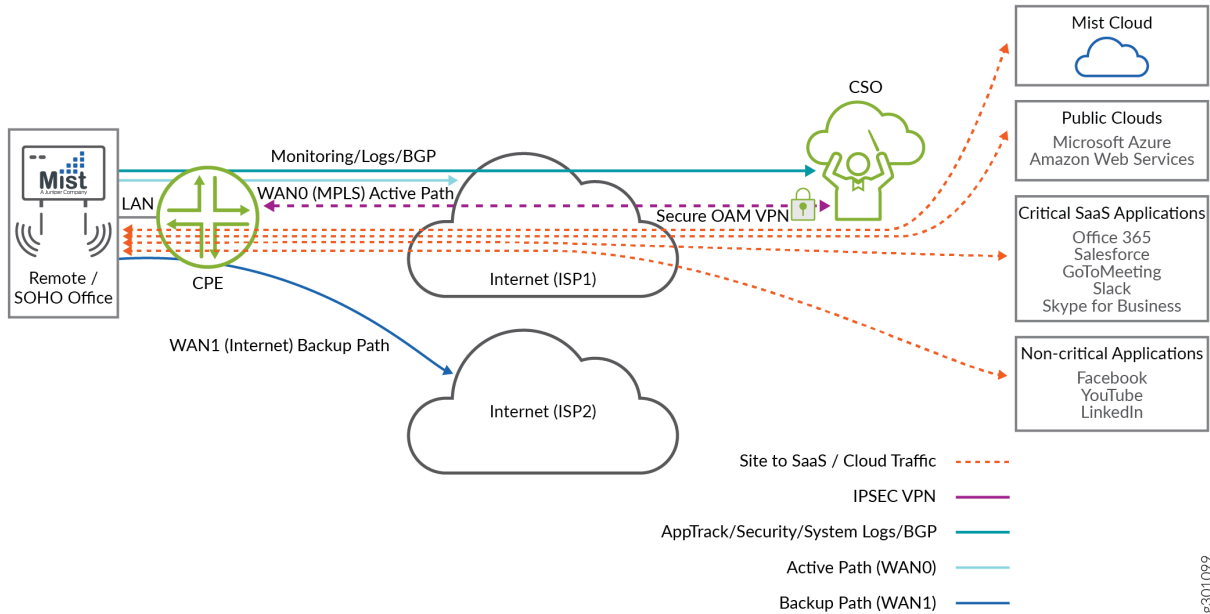 Mist Cloud
Public Clouds
Microsoft Azure
Amazon Web Services
Critical SaaS Applications
Office 365
Salesforce
GoToMeeting
Slack
Skype for Business
Non-critical Applications
Facebook
YouTube
LinkedIn
CSO
Monitoring/Logs/BGP
WAN0 (MPLS) Active Path
Secure OAM VPN
Mist
A Juniper Company
LAN
Remote /
SOHO Office
CPE
Internet (ISP1)
WAN1 (Internet) Backup Path
Internet (ISP2)
Site to SaaS / Cloud Traffic
IPSEC VPN
AppTrack/Security/System Logs/BGP
Active Path (WAN0)
Backup Path (WAN1)
g301099